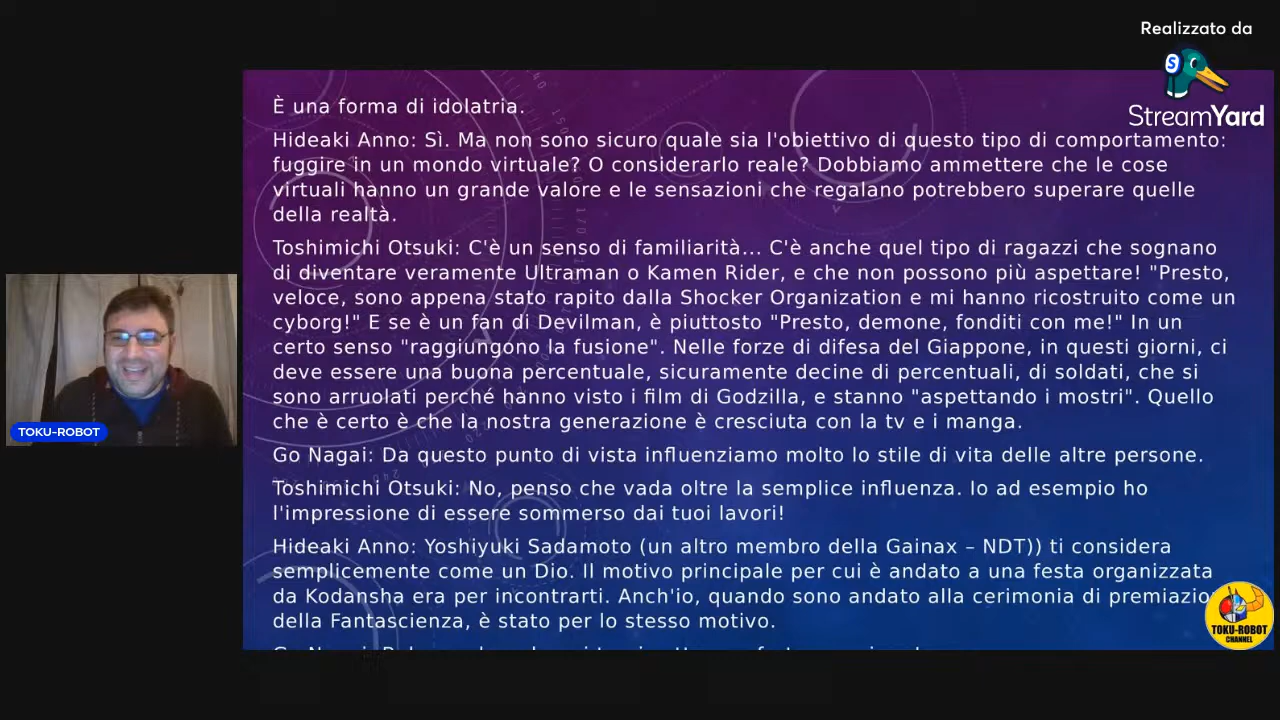 Realizzato da
StreamYard
È una forma di idolatria.
Hideaki Anno: Sì. Ma non sono sicuro quale sia l'obiettivo di questo tipo di comportamento:
fuggire in un mondo virtuale? O considerarlo reale? Dobbiamo ammettere che le cose
virtuali hanno un grande valore e le sensazioni che regalano potrebbero superare quelle
della realtà.
Toshimichi Otsuki: C'è un senso di familiarità... C'è anche quel tipo di ragazzi che sognano
di diventare veramente Ultraman o Kamen Rider, e che non possono più aspettare! "Presto,
veloce, sono appena stato rapito dalla Shocker Organization e mi hanno ricostruito come un
cyborg!" E se è un fan di Devilman, è piuttosto "Presto, demone, fonditi con me!" In un
certo senso "raggiungono la fusione". Nelle forze di difesa del Giappone, in questi giorni, ci
deve essere una buona percentuale, sicuramente decine di percentuali, di soldati, che si
sono arruolati perché hanno visto i film di Godzilla, e stanno "aspettando i mostri". Quello
che è certo è che la nostra generazione è cresciuta con la tv e i manga.
Go Nagai: Da questo punto di vista influenziamo molto lo stile di vita delle altre persone.
Toshimichi Otsuki: No, penso che vada oltre la semplice influenza. Io ad esempio ho
l'impressione di essere sommerso dai tuoi lavori!
Hideaki Anno: Yoshiyuki Sadamoto (un altro membro della Gainax – NDT)) ti considera
semplicemente come un Dio. Il motivo principale per cui è andato a una festa organizzata
da Kodansha era per incontrarti. Anch'io, quando sono andato alla cerimonia di premiazio
della Fantascienza, è stato per lo stesso motivo.
TOKU-ROBOT
TOKU-ROBOT
CHANNEL